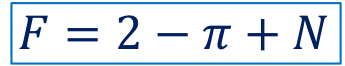 F = 2 − π + N